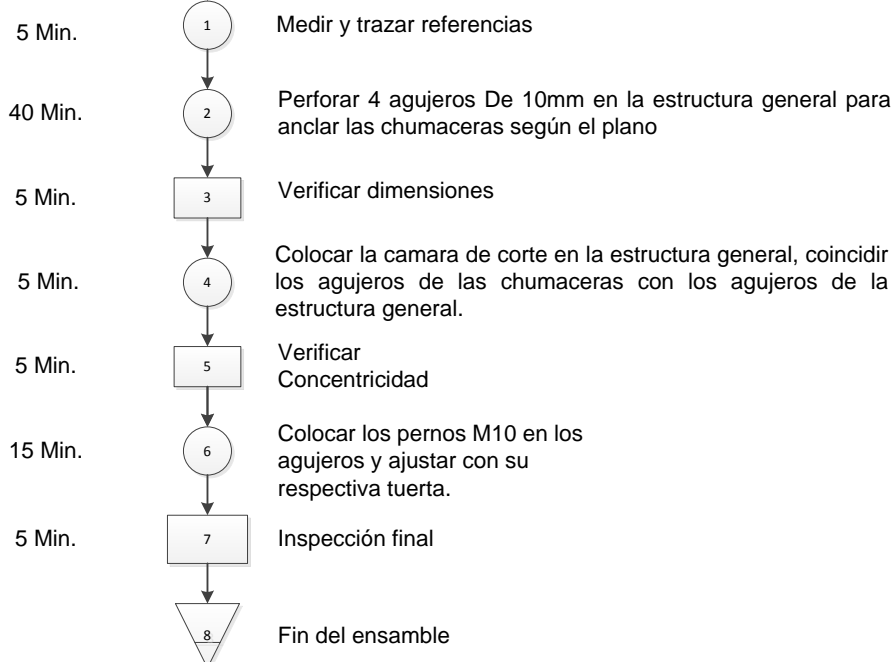 5 Min.
1
Medir y trazar referencias
40 Min.
2
Perforar 4 agujeros De 10mm en la estructura general para
anclar las chumaceras según el plano
5 Min.
3
Verificar dimensiones
5 Min.
4
Colocar la camara de corte en la estructura general, coincidir
los agujeros de las chumaceras con los agujeros de la
estructura general.
5 Min.
5
Verificar
Concentricidad
15 Min.
6
Colocar los pernos M10 en los
agujeros y ajustar con su
respectiva tuerta.
5 Min.
7
Inspección final
8
Fin del ensamble